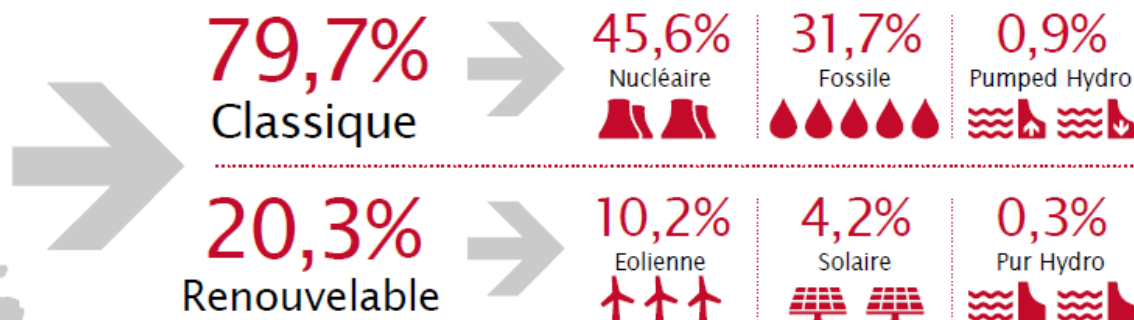 79,7%
Classique
45,6%
Nucléaire
31,7%
Fossile
0,9%
Pumped Hydro
20,3%
Renouvelable
10,2%
Eolienne
4,2%
Solaire
0,3%
Pur Hydro